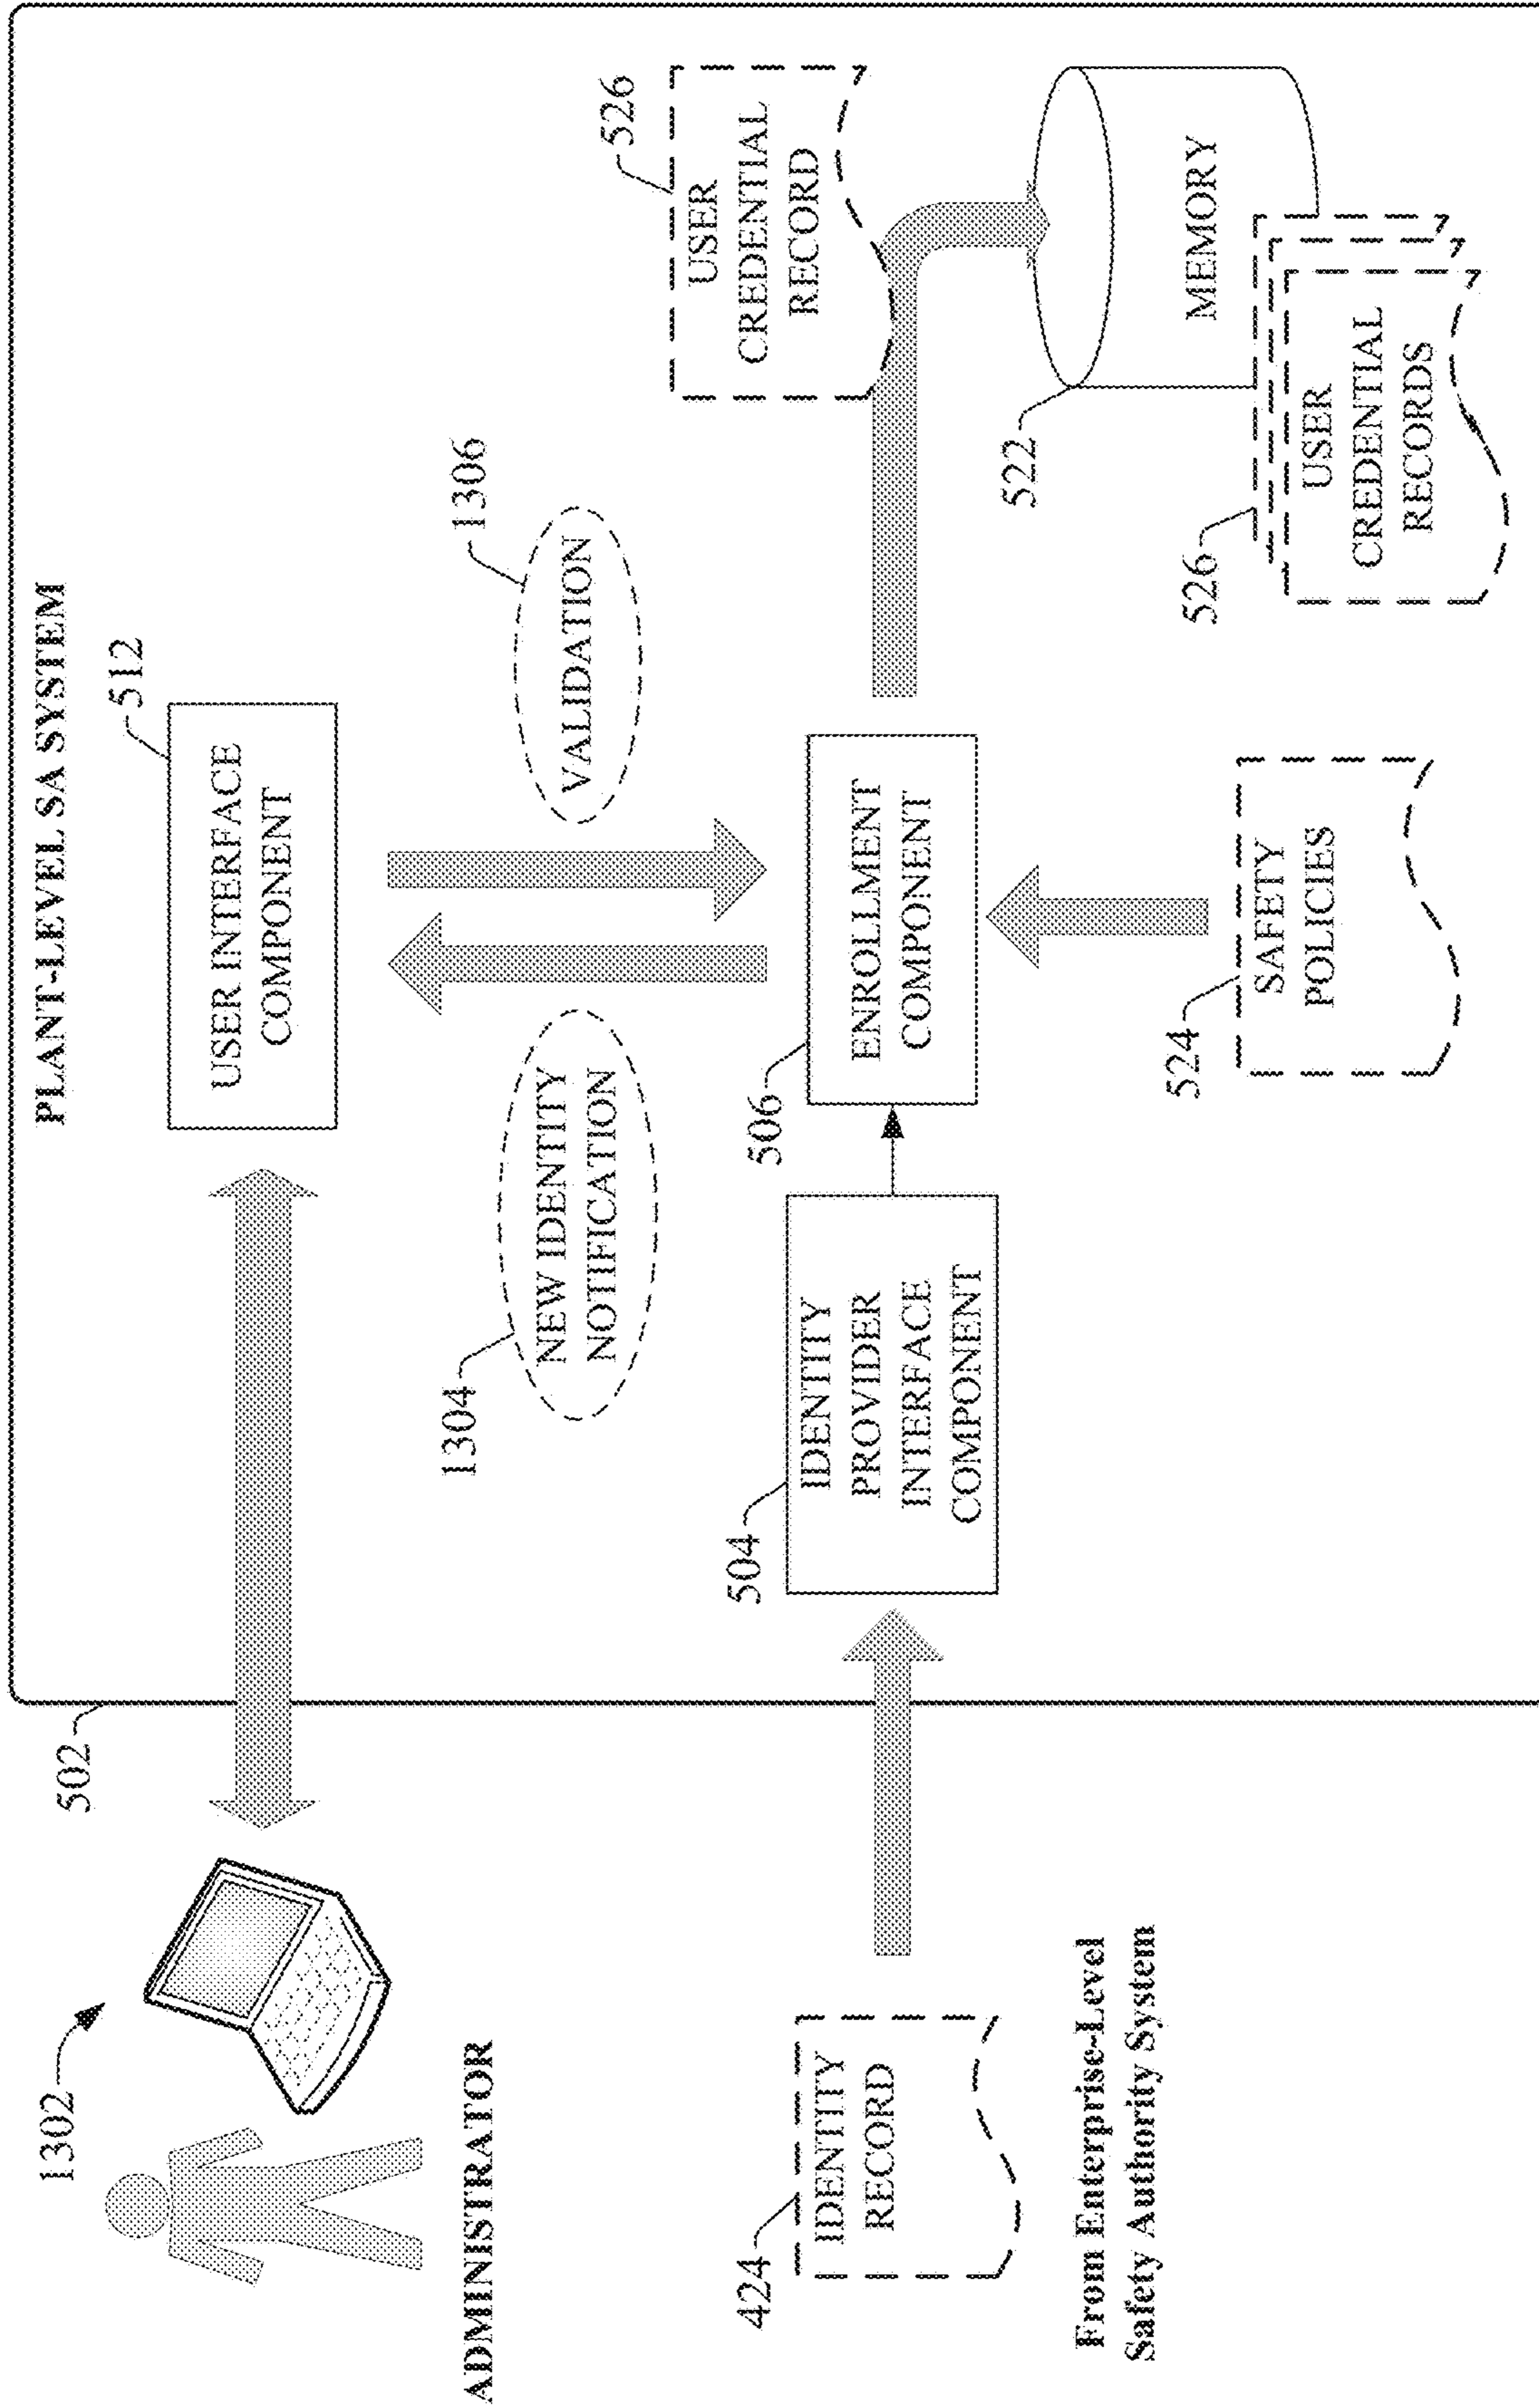 PLANT-LEVEL SA SYSTEM
502
1302
ADMINISTRATOR
512
USER INTERFACE
COMPONENT
1304
NEW IDENTITY
NOTIFICATION
1306
VALIDATION
526
USER
CREDENTIAL
RECORD
424
IDENTITY
RECORD
From Enterprise-Level
Safety Authority System
504
IDENTITY
PROVIDER
INTERFACE
COMPONENT
506
ENROLLMENT
COMPONENT
524
SAFETY
POLICIES
522
MEMORY
526
USER
CREDENTIAL
RECORDS